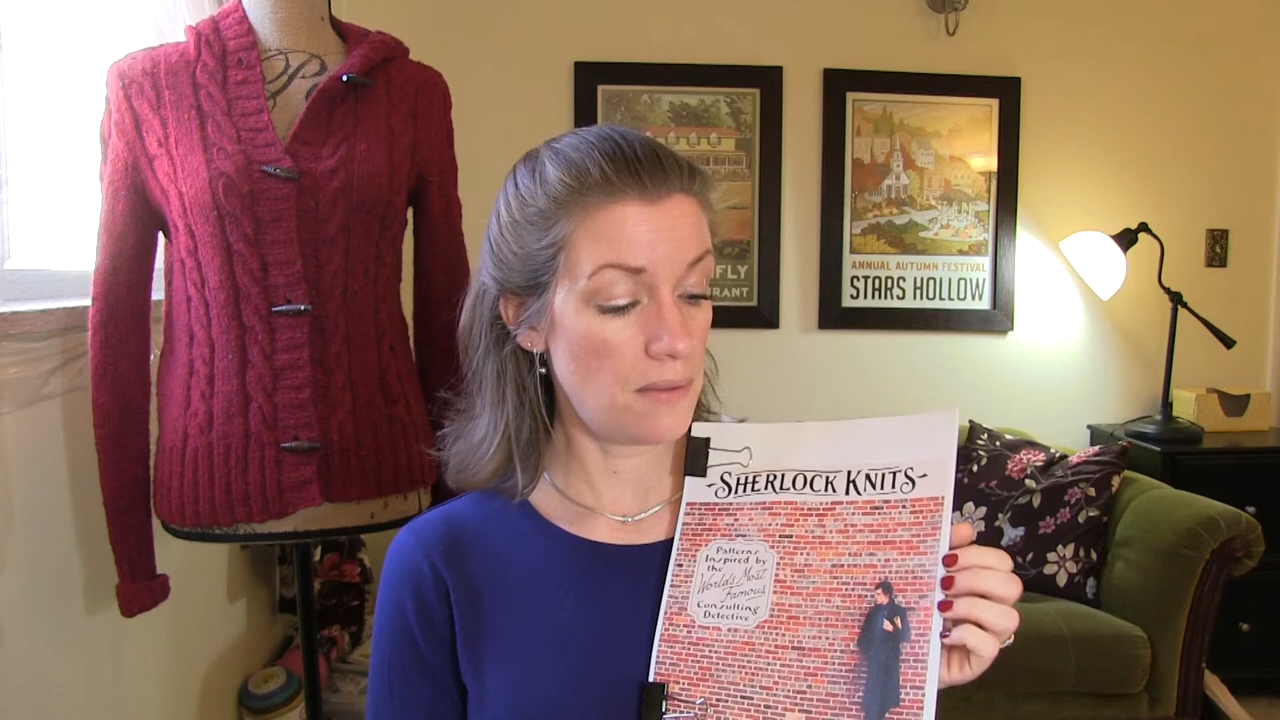 P
FLY
RANT
ANNUAL AUTUMN FESTIVAL
STARS HOLLOW
SHERLOCK KNITS
Patterns
Inspired by
the
World's Most
Famous
Consulting
Detective